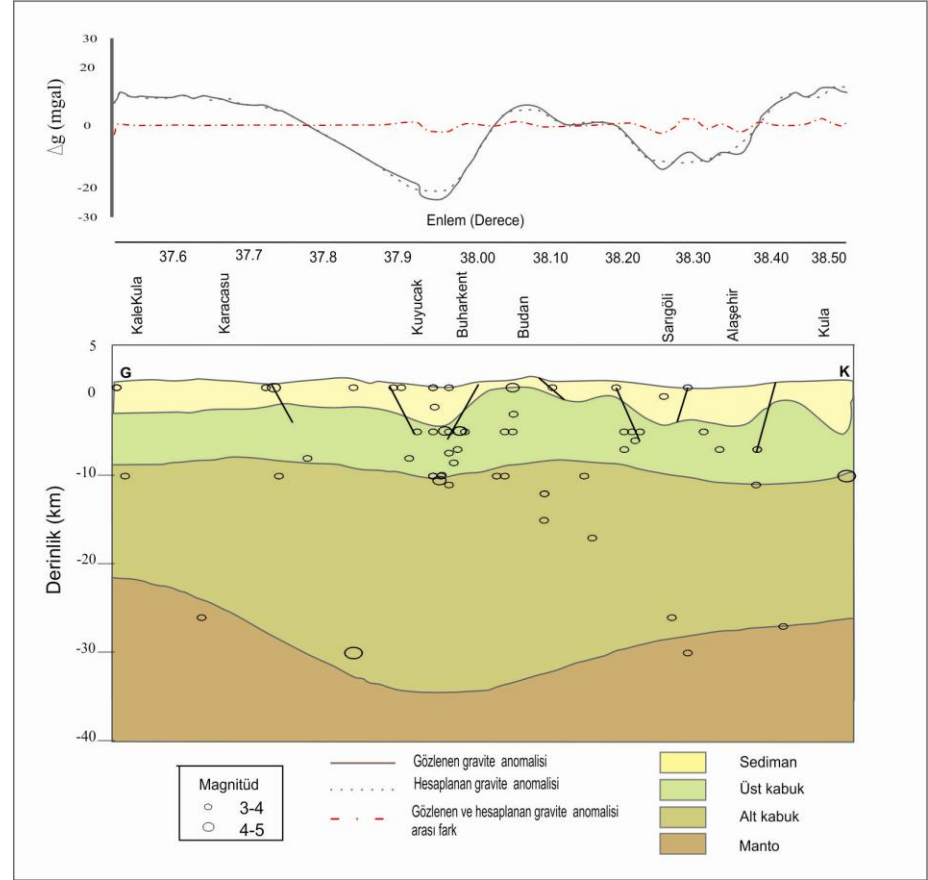 30
20
Δg (mgal)
0
-20
-30
Enlem (Derece)
37.6 37.7 37.8 37.9 38.00 38.10 38.20 38.30 38.40 38.50
KaleKula Karacasu Kuyucak Buharkent Budan Sarıgöli Alaşehir Kula
5
G K
0
-10
Derinlik (km)
-20
-30
-40
Magnitüd
3-4
4-5
Gözlenen gravite anomalisi
Hesaplanan gravite anomalisi
Gözlenen ve hesaplanan gravite anomalisi
arası fark
Sediman
Üst kabuk
Alt kabuk
Manto